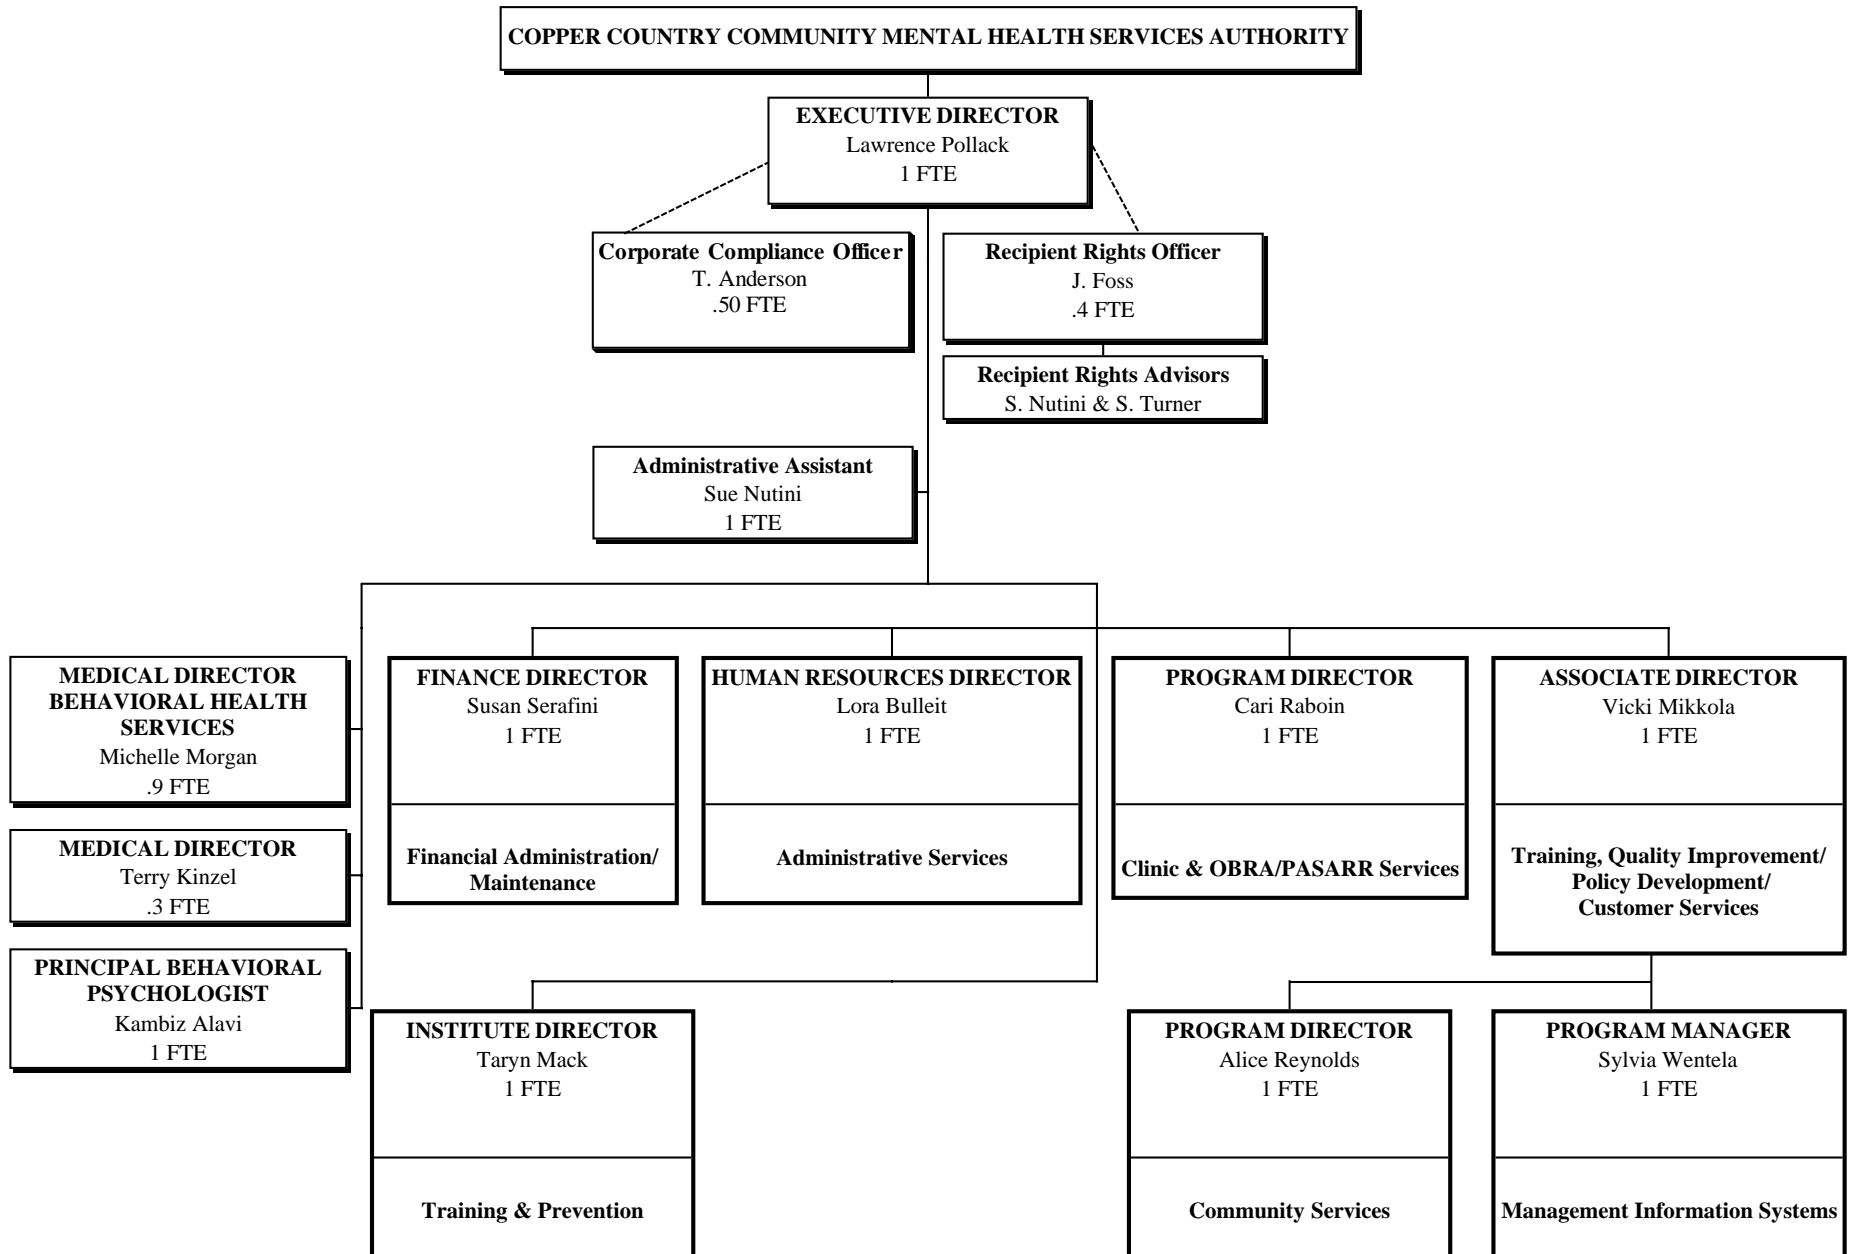 COPPER COUNTRY COMMUNITY MENTAL HEALTH SERVICES AUTHORITY
EXECUTIVE DIRECTOR
Lawrence Pollack
1 FTE
Corporate Compliance Officer
T. Anderson
.50 FTE
Recipient Rights Officer
J. Foss
.4 FTE
Recipient Rights Advisors
S. Nutini & S. Turner
Administrative Assistant
Sue Nutini
1 FTE
MEDICAL DIRECTOR
BEHAVIORAL HEALTH
SERVICES
Michelle Morgan
.9 FTE
MEDICAL DIRECTOR
Terry Kinzel
.3 FTE
PRINCIPAL BEHAVIORAL
PSYCHOLOGIST
Kambiz Alavi
1 FTE
FINANCE DIRECTOR
Susan Serafini
1 FTE
Financial Administration/
Maintenance
HUMAN RESOURCES DIRECTOR
Lora Bulleit
1 FTE
Administrative Services
PROGRAM DIRECTOR
Cari Raboin
1 FTE
Clinic & OBRA/PASARR Services
ASSOCIATE DIRECTOR
Vicki Mikkola
1 FTE
Training, Quality Improvement/
Policy Development/
Customer Services
INSTITUTE DIRECTOR
Taryn Mack
1 FTE
Training & Prevention
PROGRAM DIRECTOR
Alice Reynolds
1 FTE
Community Services
PROGRAM MANAGER
Sylvia Wentela
1 FTE
Management Information Systems